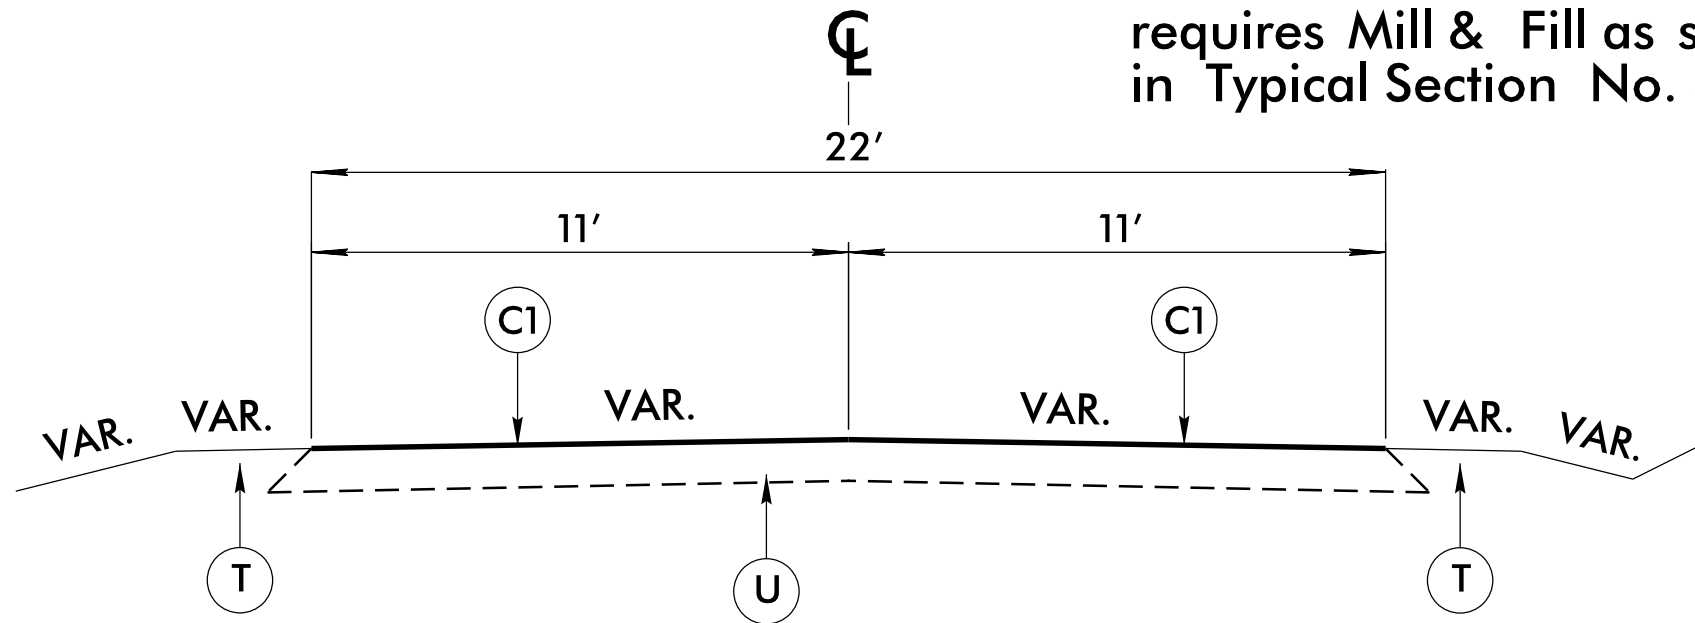 ℄
requires Mill & Fill as
in Typical Section No.
22'
11' 11'
C1 C1
VAR. VAR. VAR. VAR. VAR. VAR.
T U T